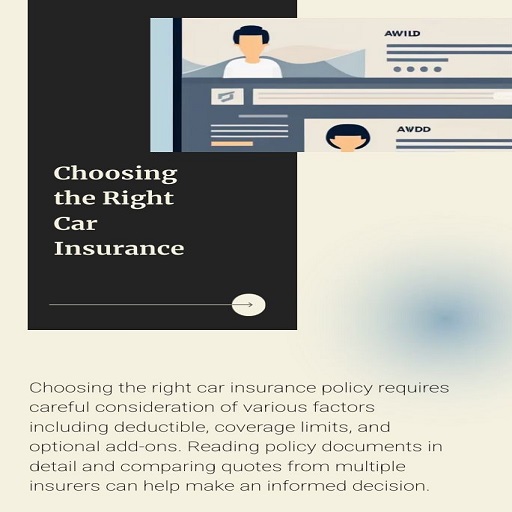 AWILD
AWDD
Choosing
the Right
Car
Insurance
Choosing the right car insurance policy requires
careful consideration of various factors
including deductible, coverage limits, and
optional add-ons. Reading policy documents in
detail and comparing quotes from multiple
insurers can help make an informed decision.